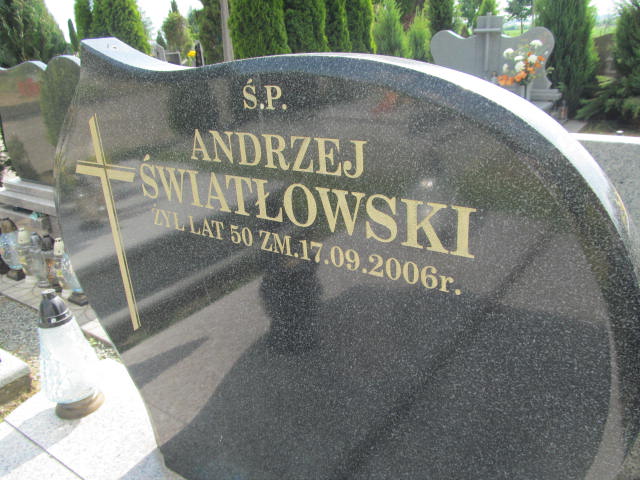 Ś.P.
ANDRZEJ
ŚWIATŁOWSKI
ŻYŁ LAT 50 ZM.17.09.2006r.